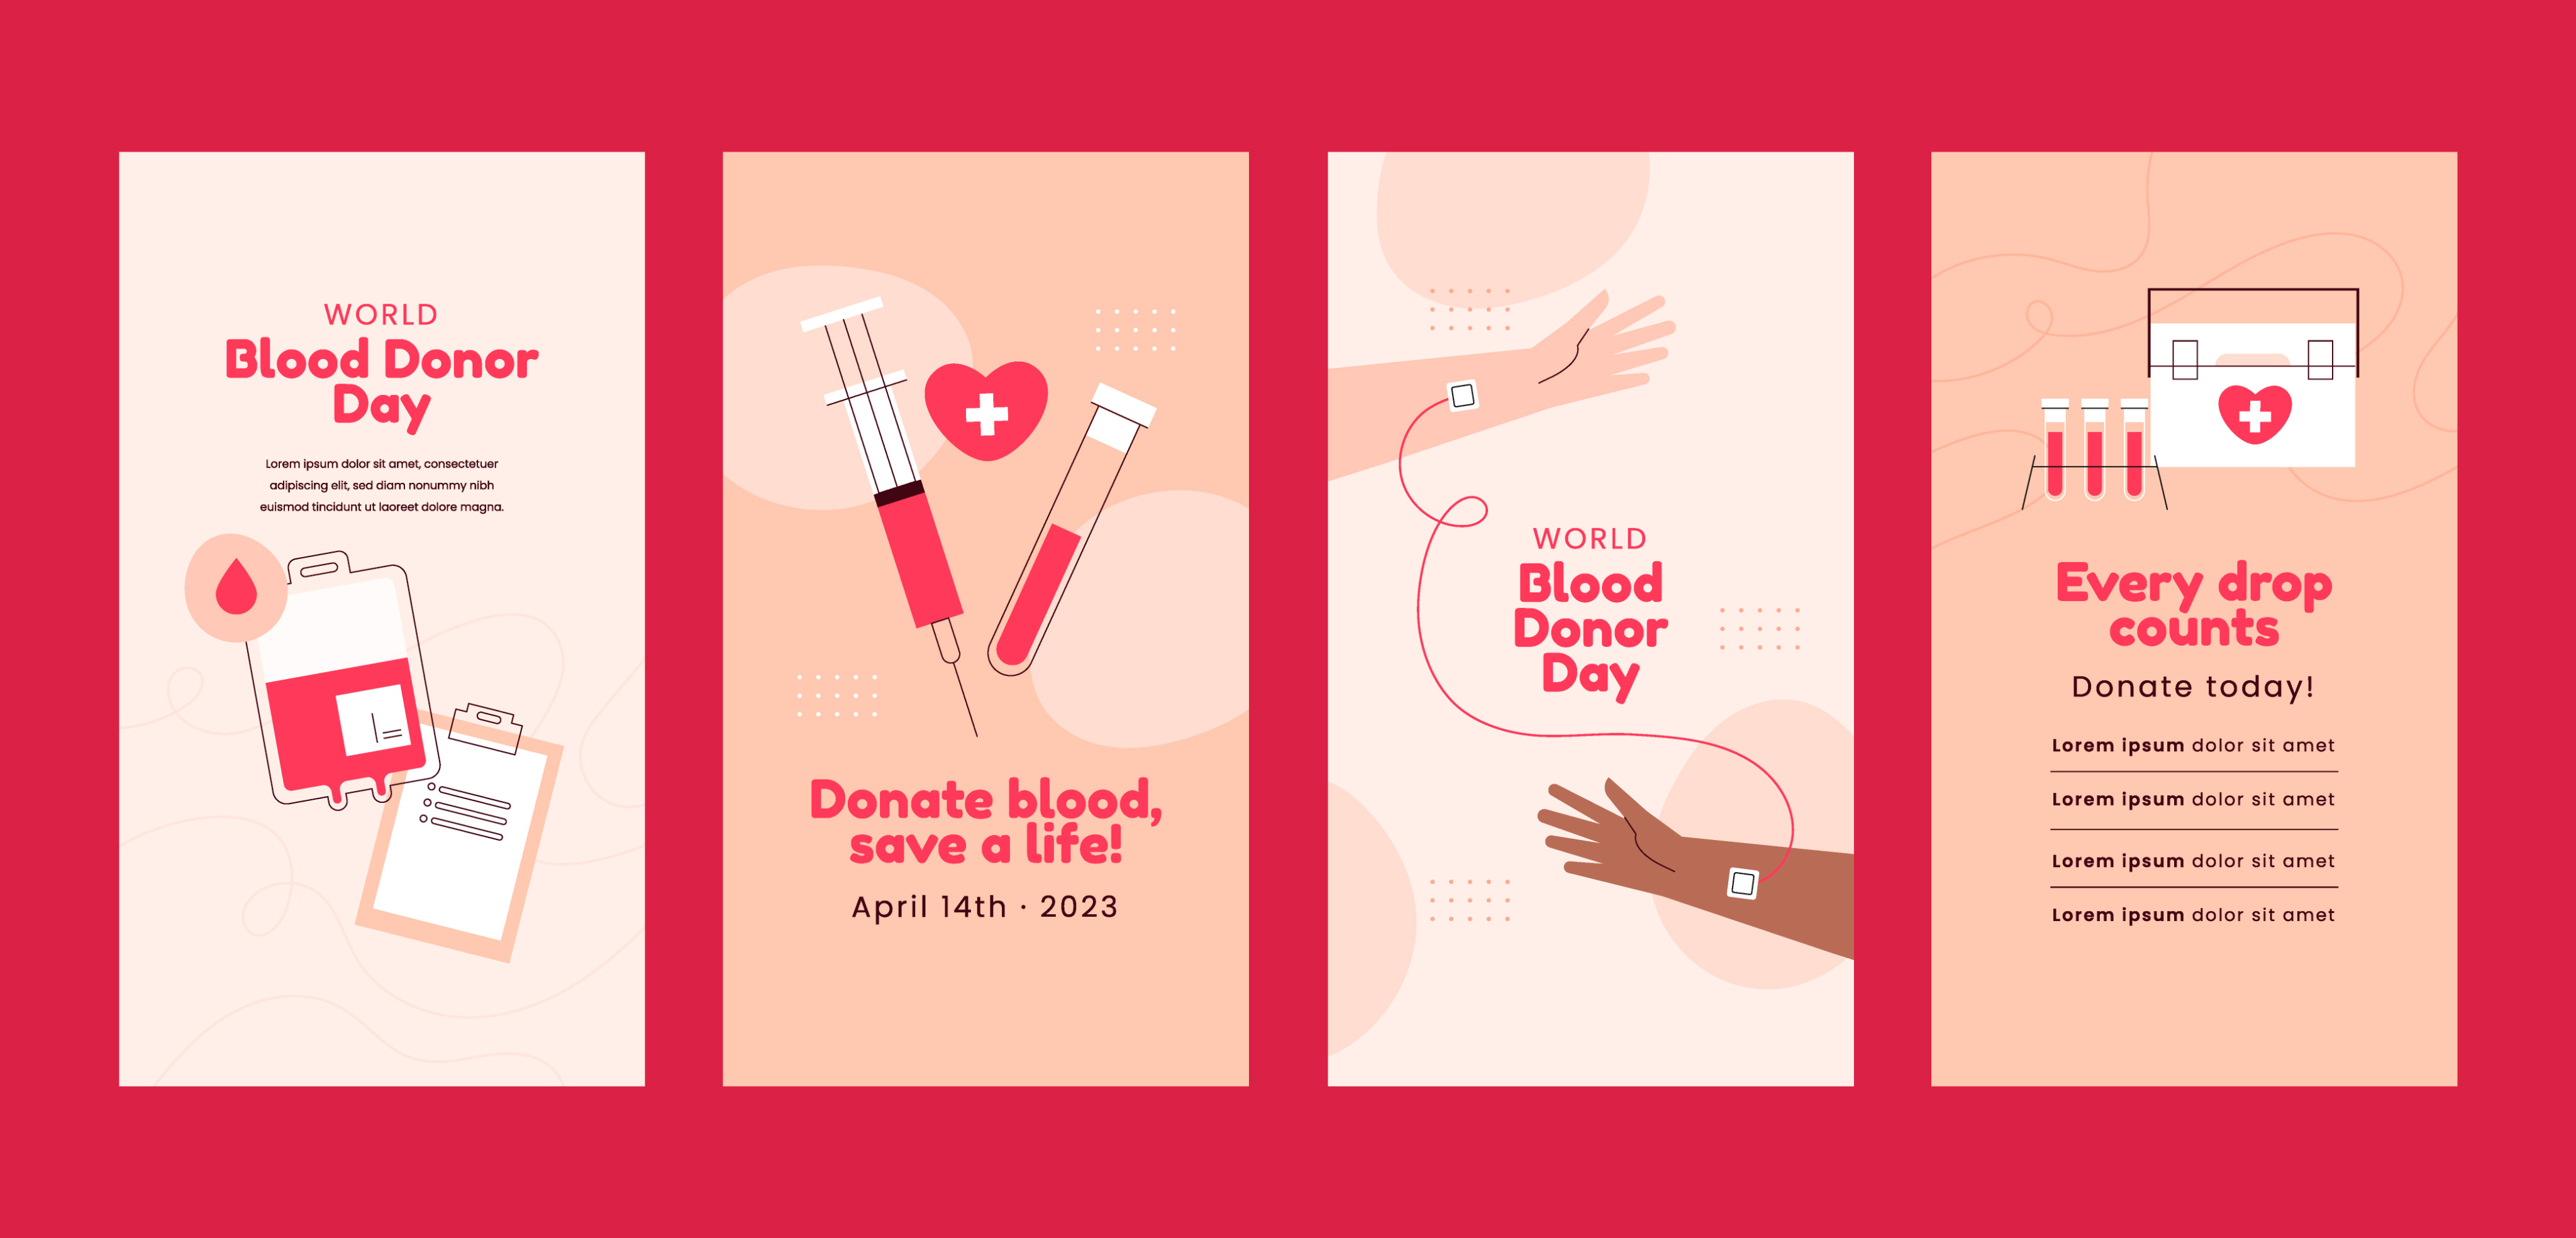 WORLD
Blood Donor
Day
Lorem ipsum dolor sit amet, consectetuer
adipiscing elit, sed diam nonummy nibh
euismod tincidunt ut laoreet dolore magna.
Donate blood,
save a life!
April 14th · 2023
WORLD
Blood
Donor
Day
Every drop
counts
Donate today!
Lorem ipsum dolor sit amet
Lorem ipsum dolor sit amet
Lorem ipsum dolor sit amet
Lorem ipsum dolor sit amet